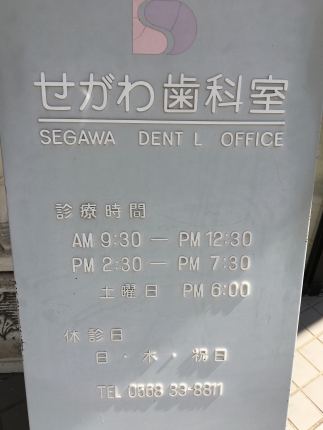 せがわ歯科室
SEGAWA DENT L OFFICE
診療時間
AM 9:30 — PM 12:30
PM 2:30 — PM 7:30
土曜日 PM 6:00
休診日
日・木・祝日
TEL 0568 33-8811